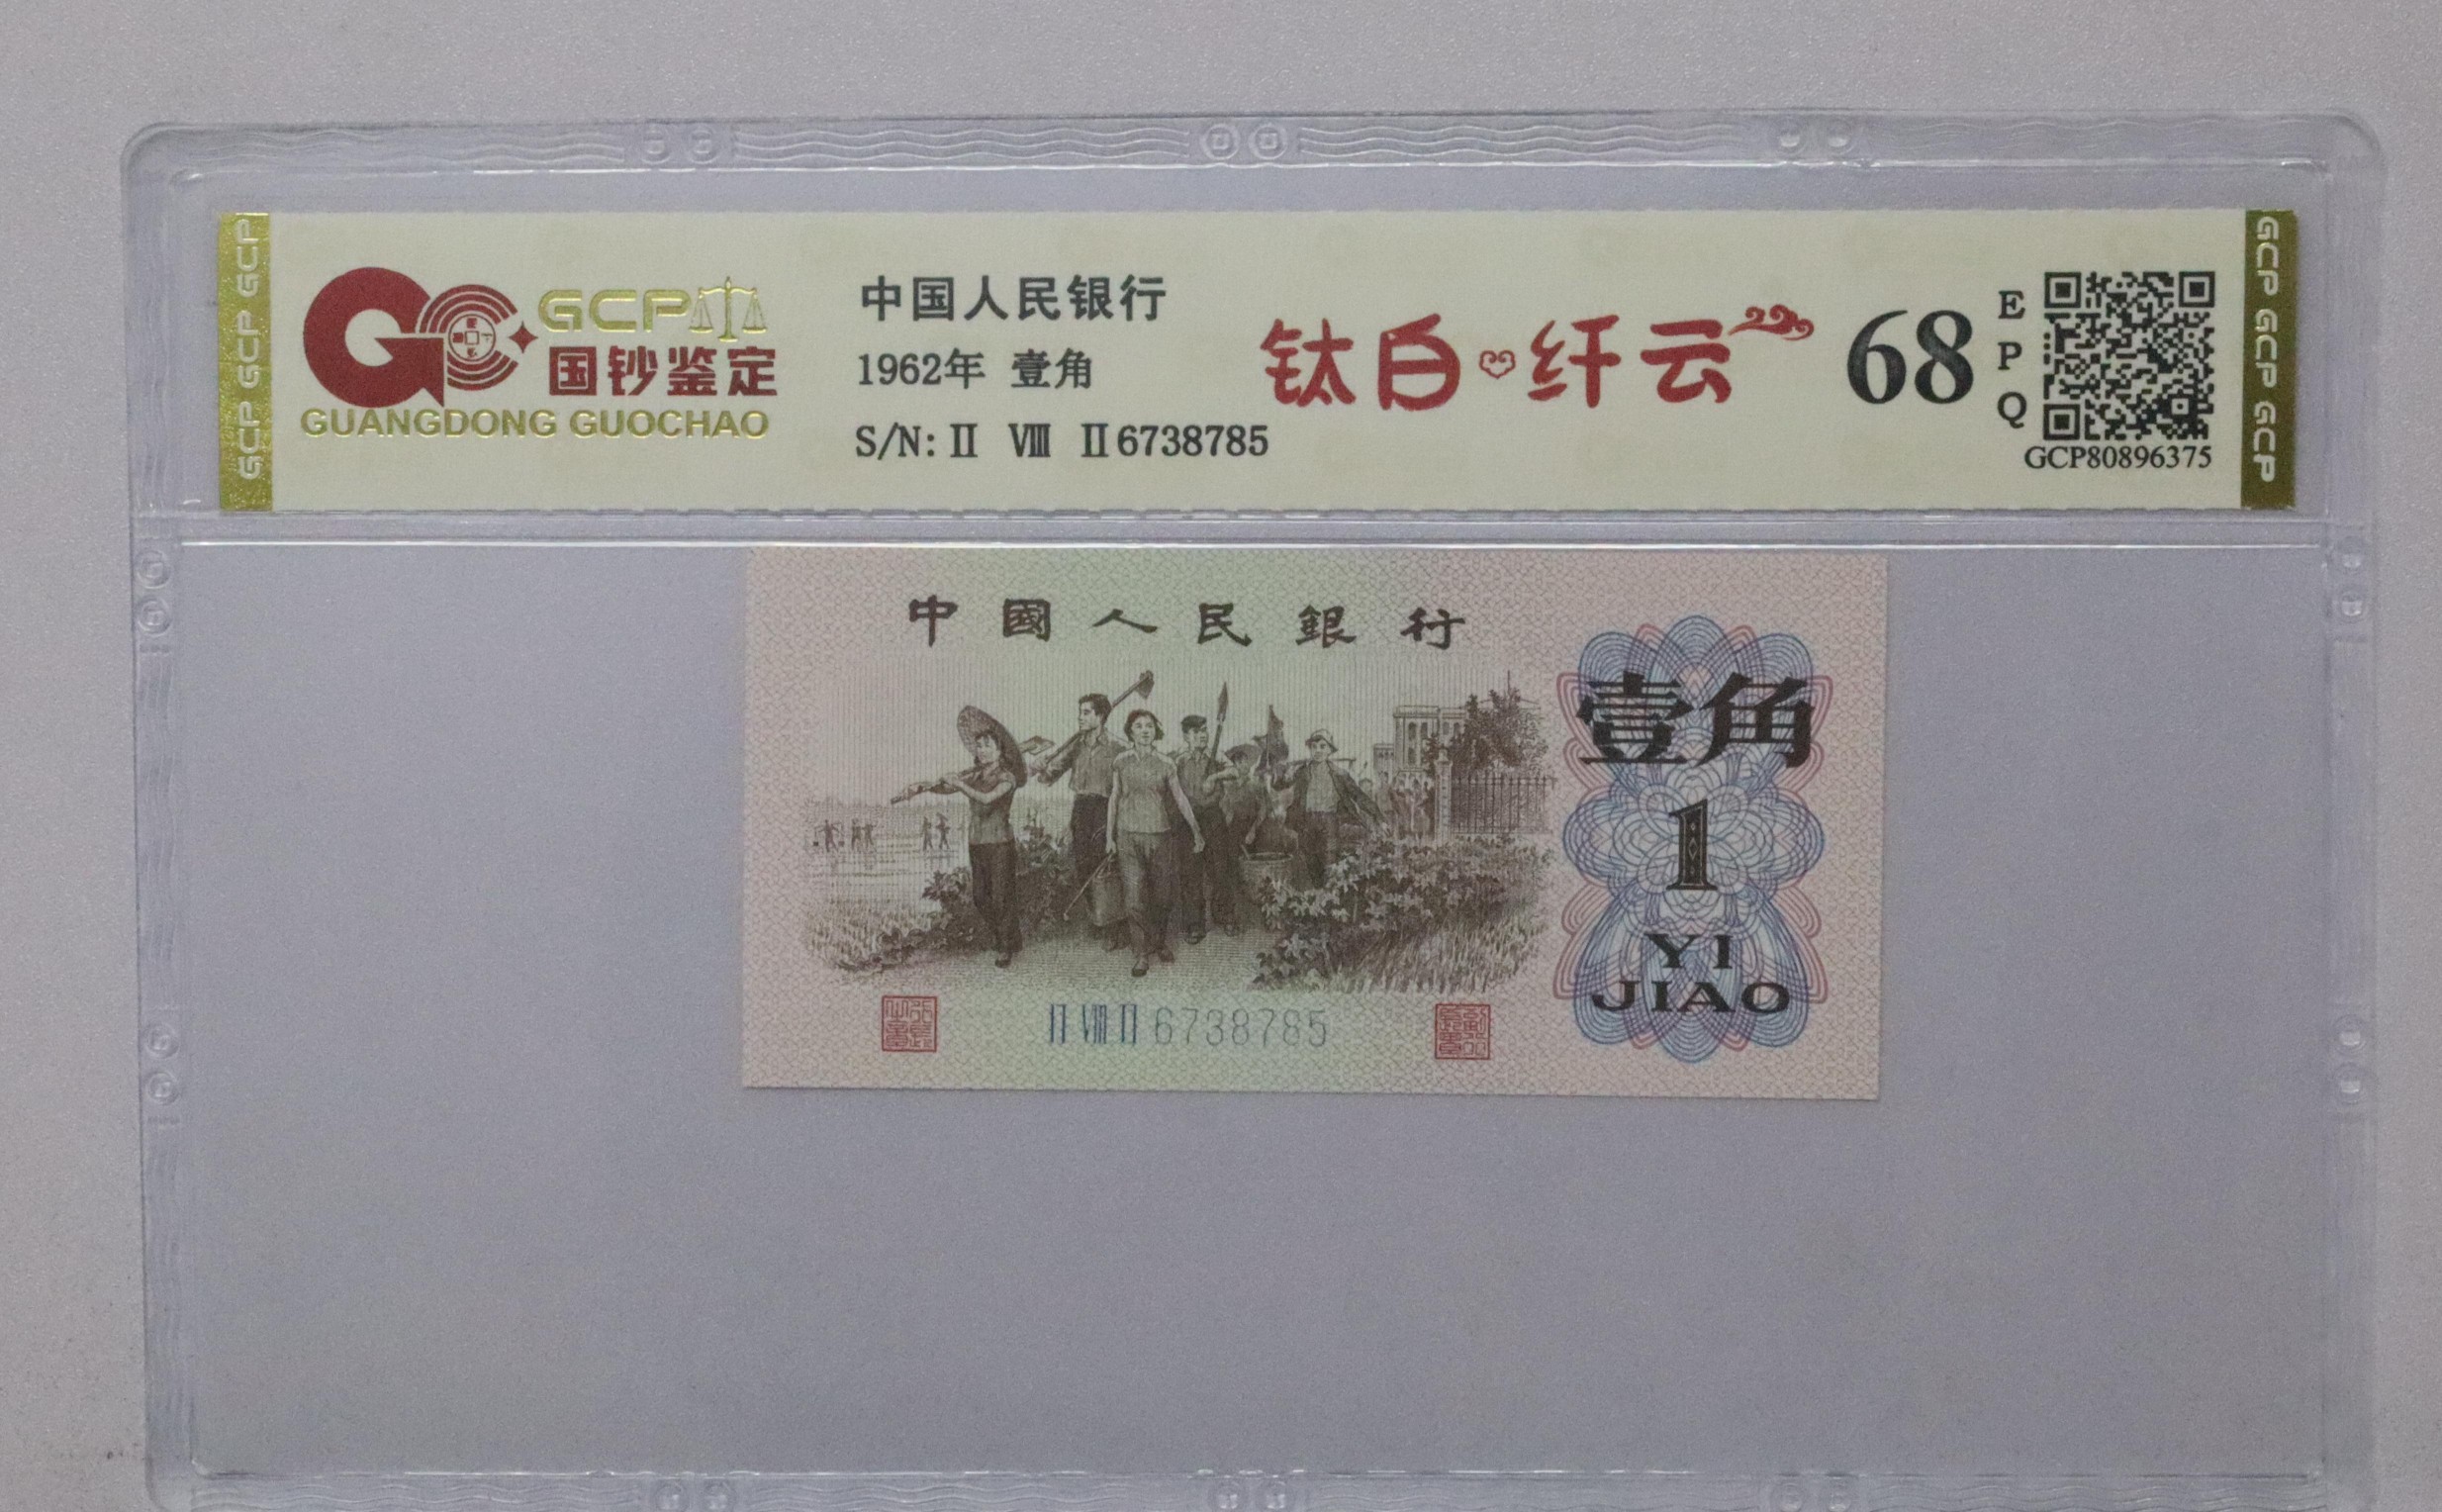 GCP GCP GCP
GCP
国钞鉴定
GUANGDONG GUOCHAO
中国人民银行
1962年 壹角
S/N: II VIII II6738785
钛白 纤云
68
E
P
Q
GCP80896375
GCP GCP GCP
中國人民銀行
壹角
1
YI
JIAO
II VIII II 6738785